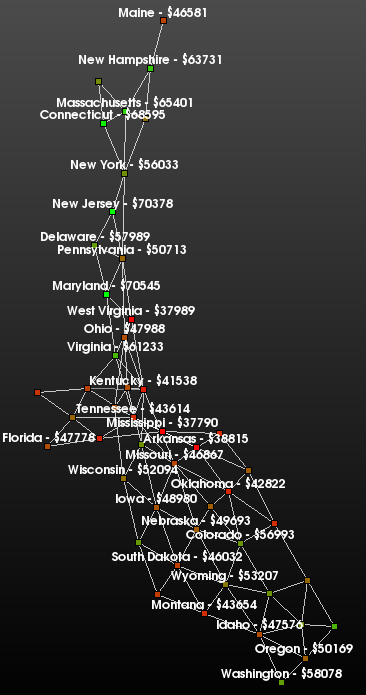 Maine - $46581
New Hampshire - $63731
Massachusetts - $65401
Connecticut - $68595
New York - $56033
New Jersey - $70378
Delaware - $57989
Pennsylvania - $50713
Maryland - $70545
West Virginia - $37989
Ohio - $47988
Virginia - $61233
Kentucky - $41538
Tennessee - $43614
Mississippi - $37790
Florida - $47778
Arkansas - $38815
Missouri - $46867
Wisconsin - $52094
Oklahoma - $42822
Iowa - $48980
Nebraska - $49693
Colorado - $56993
South Dakota - $46032
Wyoming - $53207
Montana - $43654
Idaho - $47576
Oregon - $50169
Washington - $58078